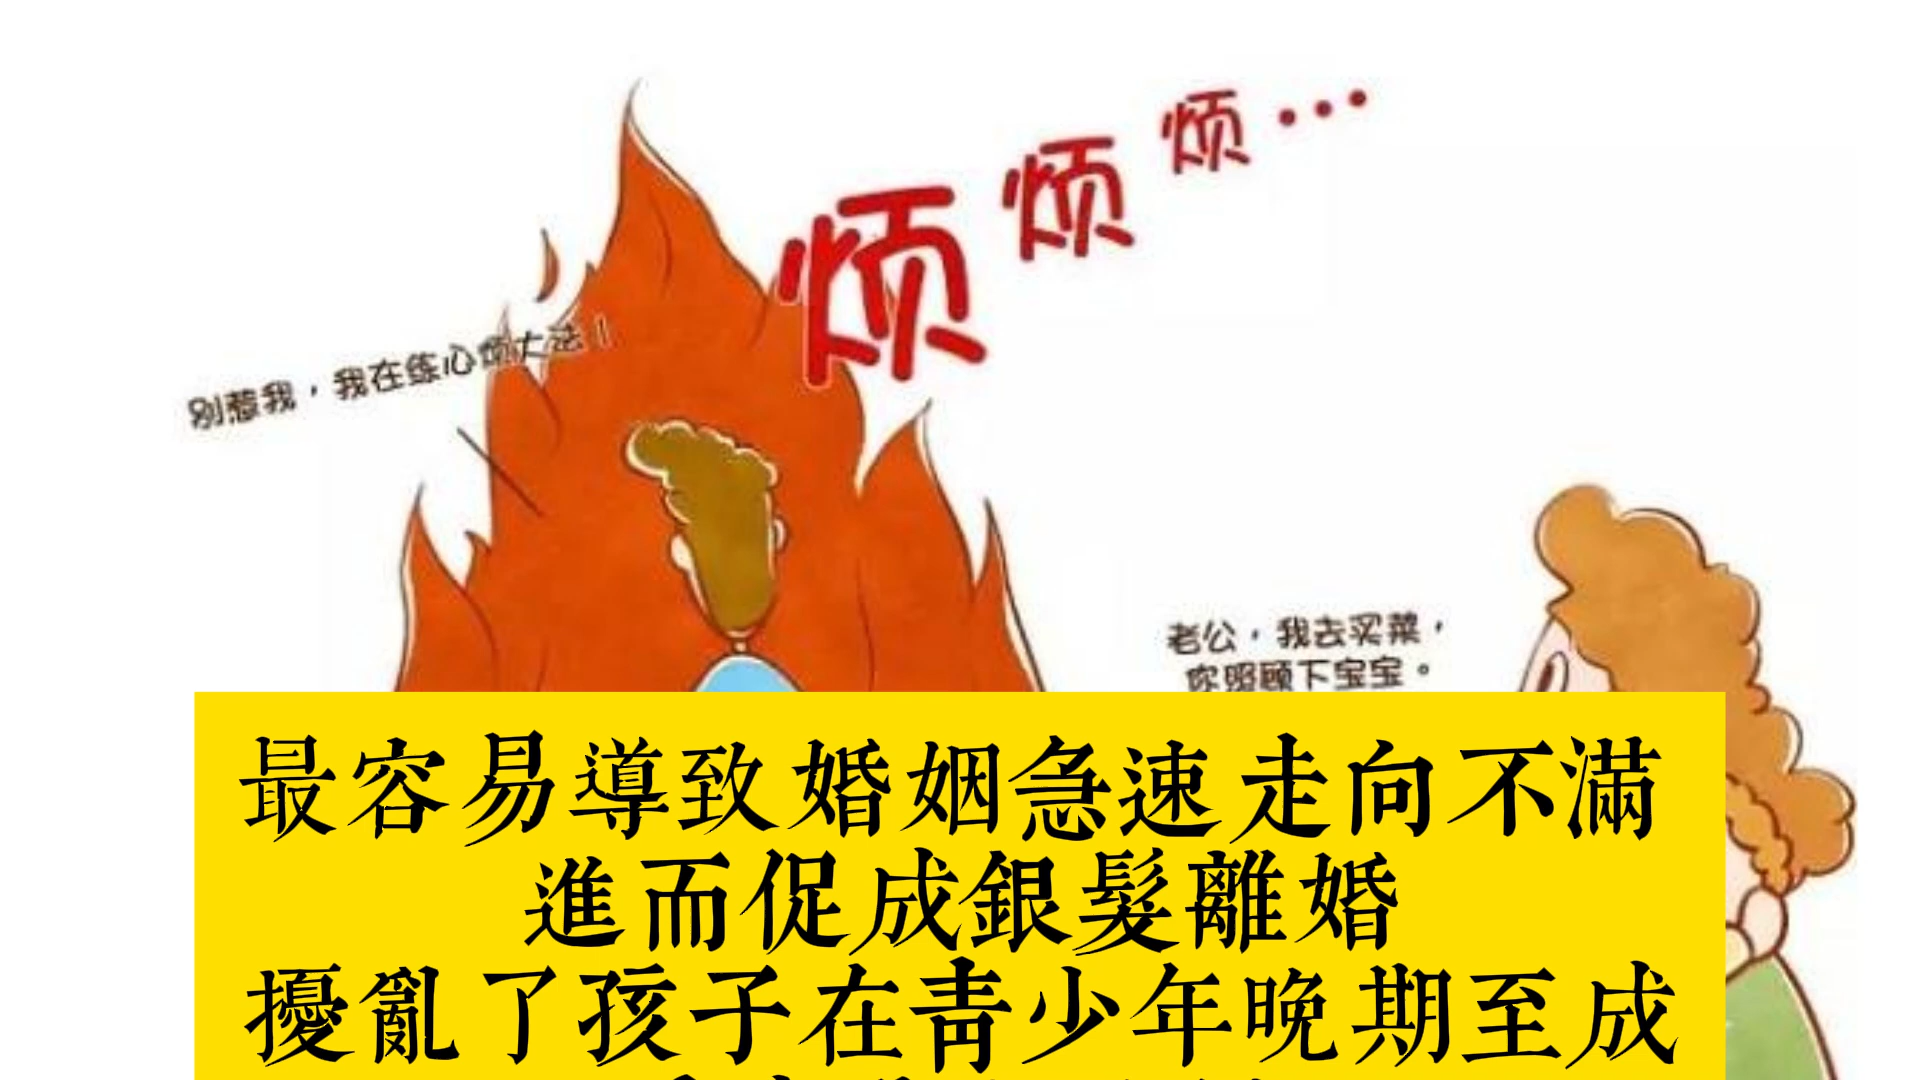 烦 烦 烦...
别惹我，我在练心烦大法！
老公，我去买菜，
你照顾下宝宝。
最容易導致婚姻急速走向不滿
進而促成銀髮離婚
擾亂了孩子在青少年晚期至成